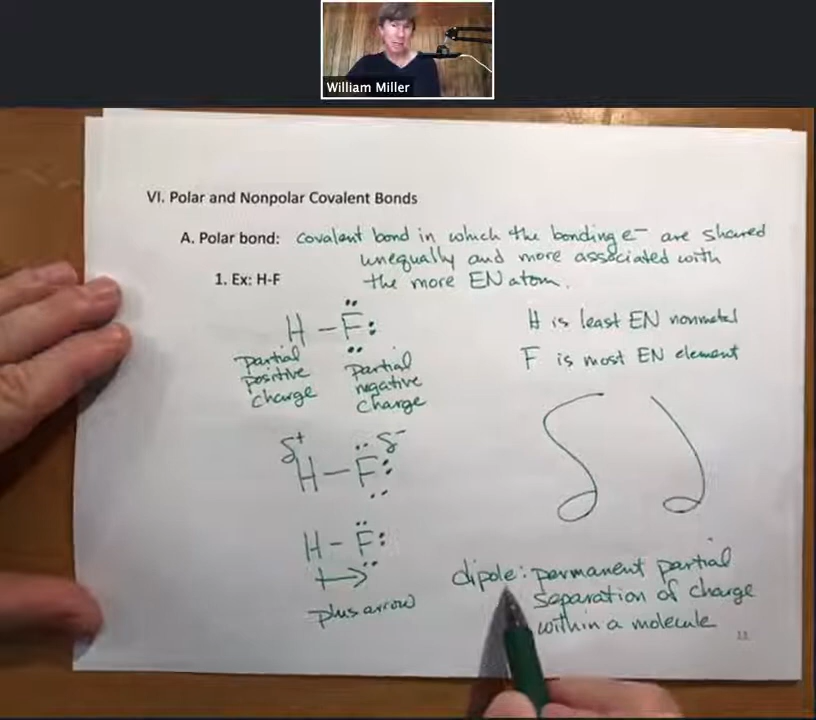 William Miller
VI. Polar and Nonpolar Covalent Bonds
A. Polar bond: covalent bond in which the bonding e⁻ are shared
unequally and more associated with
1. Ex: H-F the more EN atom.
H – F
H is least EN nonmetal
F is most EN element
partial positive charge
partial negative charge
δ+ δ-
H – F
H – F
plus arrow
dipole: permanent partial
separation of charge
within a molecule
13